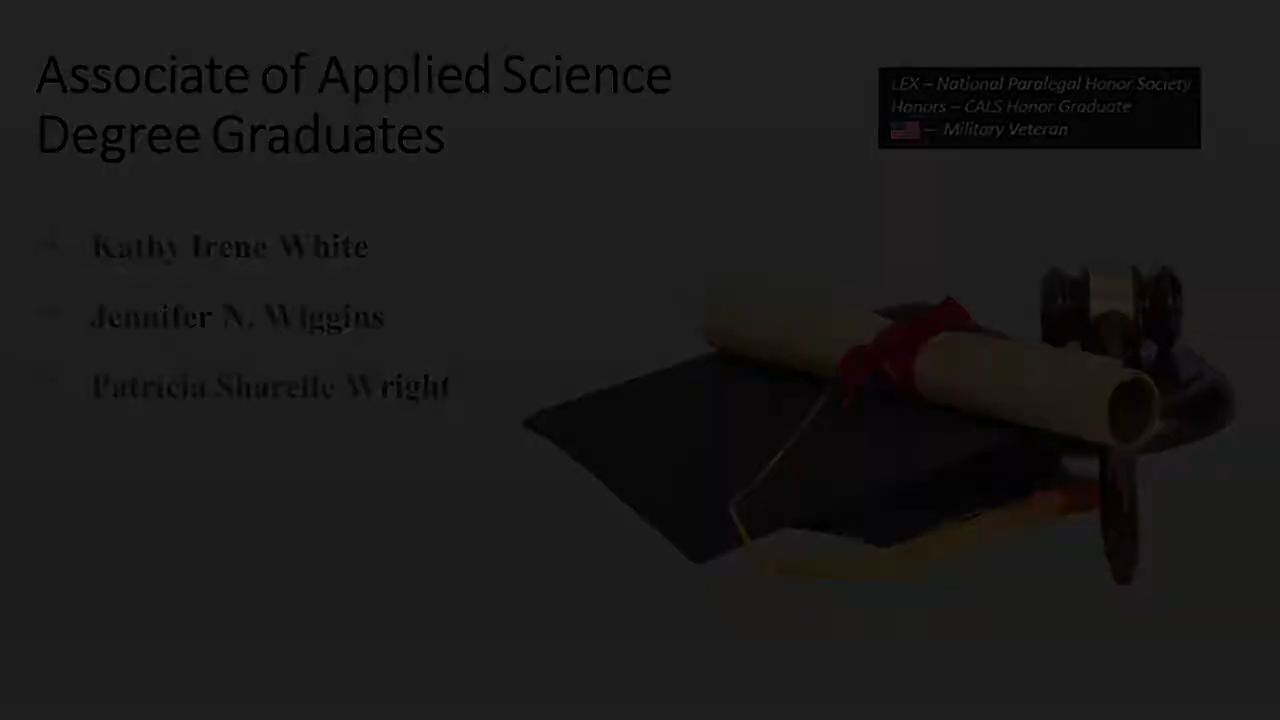 Associate of Applied Science
Degree Graduates
LEX – National Paralegal Honor Society
Honors – CALS Honor Graduate
– Military Veteran
Kathy Irene White
Jennifer N. Wiggins
Patricia Sharelle Wright